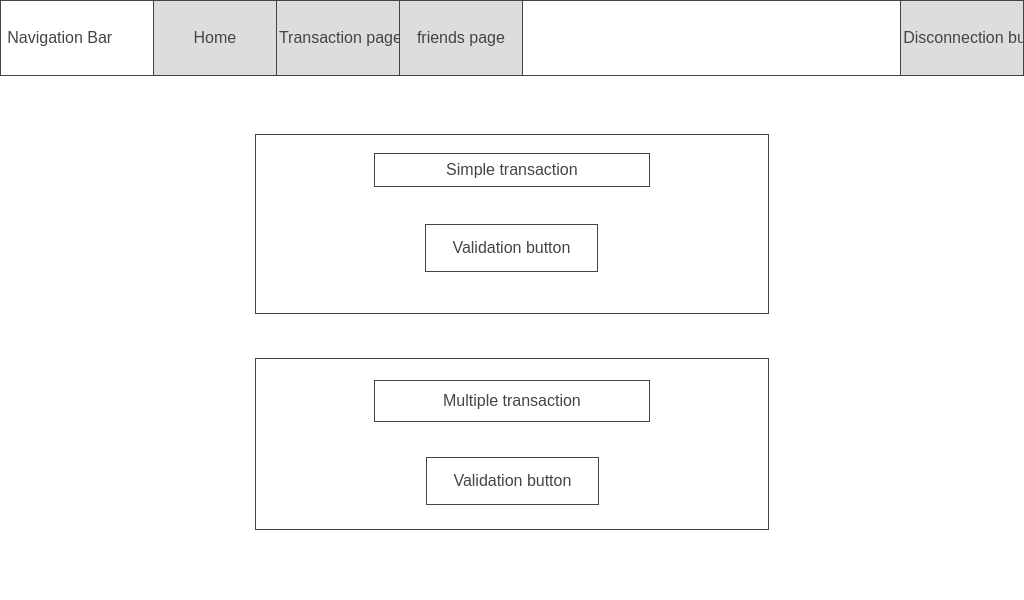 Navigation Bar
Home
Transaction page
friends page
Disconnection bu
Simple transaction
Validation button
Multiple transaction
Validation button